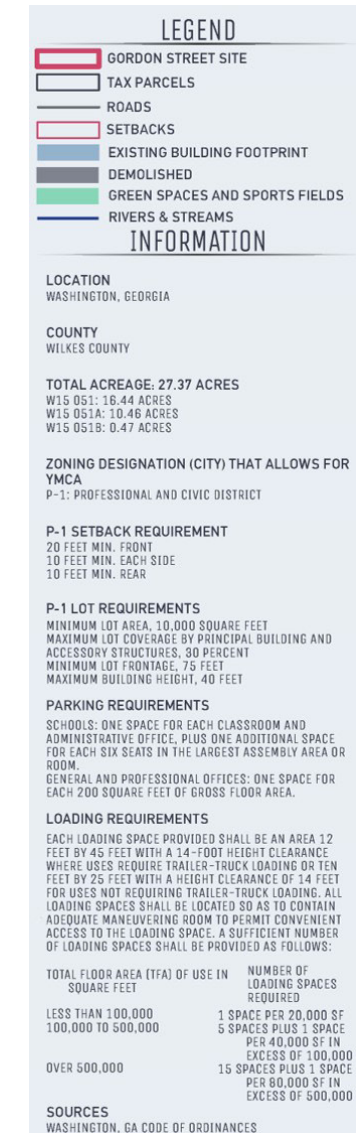 LEGEND
GORDON STREET SITE
TAX PARCELS
ROADS
SETBACKS
EXISTING BUILDING FOOTPRINT
DEMOLISHED
GREEN SPACES AND SPORTS FIELDS
RIVERS & STREAMS
INFORMATION
LOCATION
WASHINGTON, GEORGIA
COUNTY
WILKES COUNTY
TOTAL ACREAGE: 27.37 ACRES
W15 051: 16.44 ACRES
W15 051A: 10.46 ACRES
W15 051B: 0.47 ACRES
ZONING DESIGNATION (CITY) THAT ALLOWS FOR
YMCA
P-1: PROFESSIONAL AND CIVIC DISTRICT
P-1 SETBACK REQUIREMENT
20 FEET MIN. FRONT
10 FEET MIN. EACH SIDE
10 FEET MIN. REAR
P-1 LOT REQUIREMENTS
MINIMUM LOT AREA, 10,000 SQUARE FEET
MAXIMUM LOT COVERAGE BY PRINCIPAL BUILDING AND
ACCESSORY STRUCTURES, 30 PERCENT
MINIMUM LOT FRONTAGE, 75 FEET
MAXIMUM BUILDING HEIGHT, 40 FEET
PARKING REQUIREMENTS
SCHOOLS: ONE SPACE FOR EACH CLASSROOM AND
ADMINISTRATIVE OFFICE, PLUS ONE ADDITIONAL SPACE
FOR EACH SIX SEATS IN THE LARGEST ASSEMBLY AREA OR
ROOM.
GENERAL AND PROFESSIONAL OFFICES: ONE SPACE FOR
EACH 200 SQUARE FEET OF GROSS FLOOR AREA.
LOADING REQUIREMENTS
EACH LOADING SPACE PROVIDED SHALL BE AN AREA 12
FEET BY 45 FEET WITH A 14-FOOT HEIGHT CLEARANCE
WHERE USES REQUIRE TRAILER-TRUCK LOADING OR TEN
FEET BY 25 FEET WITH A HEIGHT CLEARANCE OF 14 FEET
FOR USES NOT REQUIRING TRAILER-TRUCK LOADING. ALL
LOADING SPACES SHALL BE LOCATED SO AS TO CONTAIN
ADEQUATE MANEUVERING ROOM TO PERMIT CONVENIENT
ACCESS TO THE LOADING SPACE. A SUFFICIENT NUMBER
OF LOADING SPACES SHALL BE PROVIDED AS FOLLOWS:
TOTAL FLOOR AREA (TFA) OF USE IN
SQUARE FEET
NUMBER OF
LOADING SPACES
REQUIRED
LESS THAN 100,000
1 SPACE PER 20,000 SF
100,000 TO 500,000
5 SPACES PLUS 1 SPACE
PER 40,000 SF IN
EXCESS OF 100,000
OVER 500,000
15 SPACES PLUS 1 SPACE
PER 80,000 SF IN
EXCESS OF 500,000
SOURCES
WASHINGTON, GA CODE OF ORDINANCES